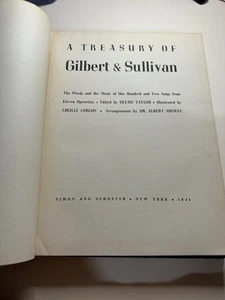 A TREASURY OF
Gilbert & Sullivan
The Words and the Music of One Hundred and Two Songs from
Eleven Operettas • Edited by DEEMS TAYLOR • Illustrated by
LUCILLE CORCOS • Arrangements by DR. ALBERT SIRMAY
SIMON AND SCHUSTER • NEW YORK • 1941